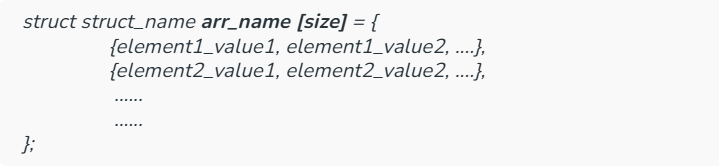 struct struct_name arr_name [size] = {
{element1_value1, element1_value2, ....},
{element2_value1, element2_value2, ....},
......
......
};